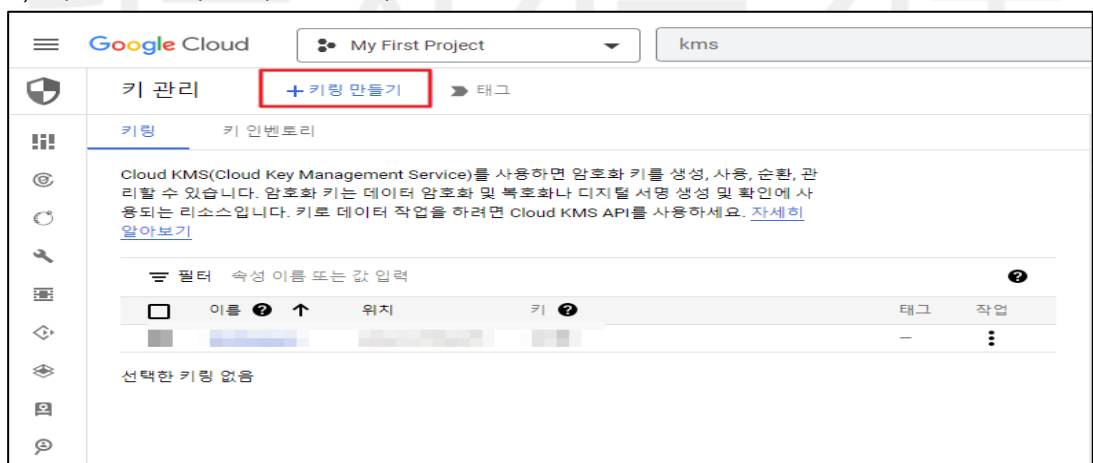 Google Cloud
My First Project
kms
키 관리
+ 키링 만들기
태그
키링
키 인벤토리
Cloud KMS(Cloud Key Management Service)를 사용하면 암호화 키를 생성, 사용, 순환, 관
리할 수 있습니다. 암호화 키는 데이터 암호화 및 복호화나 디지털 서명 생성 및 확인에 사
용되는 리소스입니다. 키로 데이터 작업을 하려면 Cloud KMS API를 사용하세요. 자세히
알아보기
필터 속성 이름 또는 값 입력
이름 위치 키 태그 작업
–
선택한 키링 없음